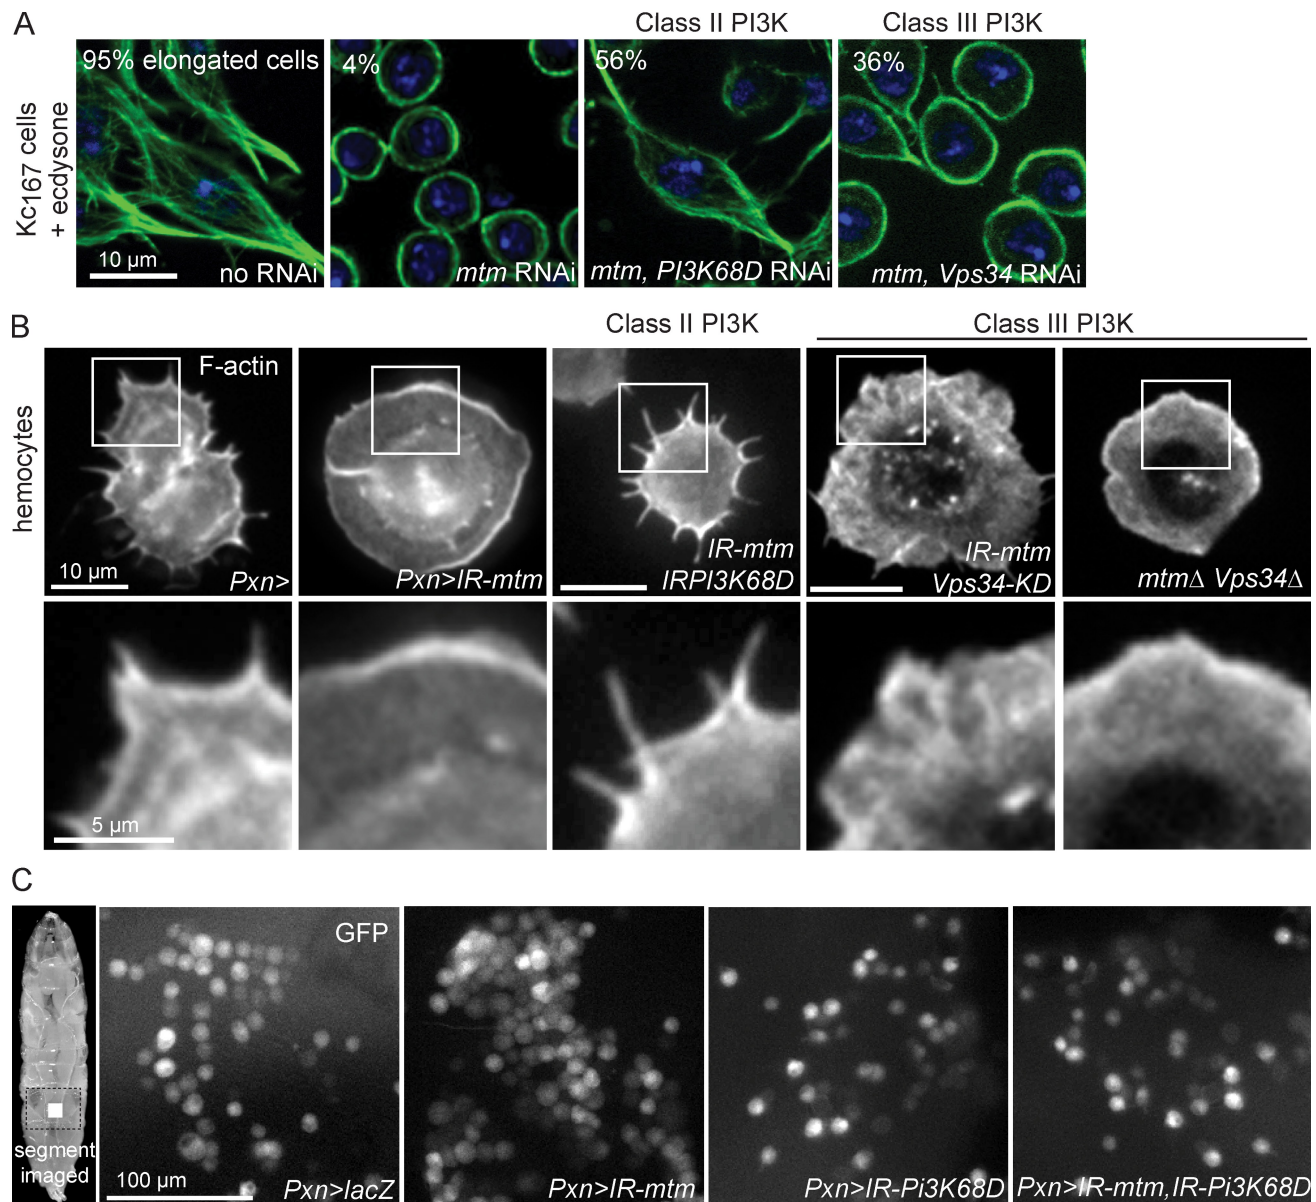 A
Class II PI3K
Class III PI3K
Kc167 cells
+ ecdysone
95% elongated cells
10 µm
no RNAi
4%
mtm RNAi
56%
mtm, PI3K68D RNAi
36%
mtm, Vps34 RNAi
B
Class II PI3K
Class III PI3K
hemocytes
F-actin
10 µm
Pxn>
Pxn>IR-mtm
IR-mtm
IRPI3K68D
IR-mtm
Vps34-KD
mtmΔ Vps34Δ
5 µm
C
segment
imaged
GFP
100 µm
Pxn>lacZ
Pxn>IR-mtm
Pxn>IR-Pi3K68D
Pxn>IR-mtm,IR-Pi3K68D